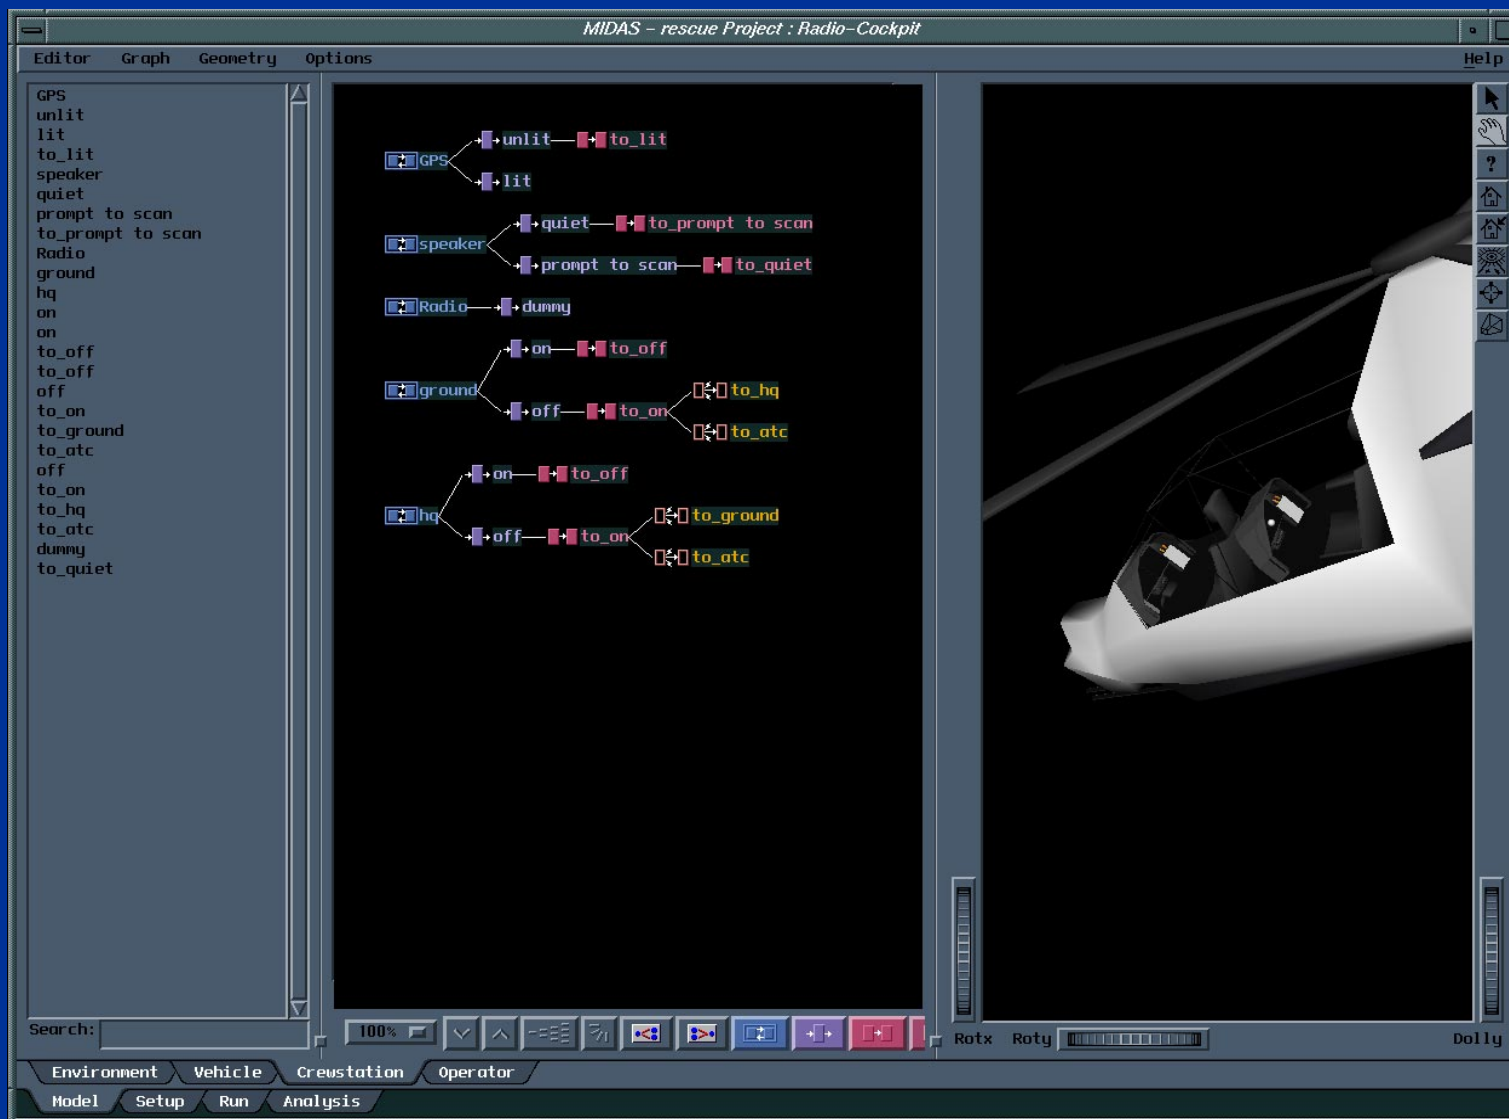 MIDAS - rescue Project : Radio-Cockpit
Editor Graph Geometry Options Help
GPS
unlit
lit
to_lit
speaker
quiet
prompt to scan
to_prompt to scan
Radio
ground
hq
on
on
to_off
to_off
off
to_on
to_ground
to_atc
off
to_on
to_hq
to_atc
dummy
to_quiet
Search:
unlit to_lit
GPS
lit
quiet to_prompt to scan
speaker
prompt to scan to_quiet
Radio dummy
on to_off
ground to_hq
off to_on
to_atc
on to_off
hq to_ground
off to_on
to_atc
100%
?
Rotx Roty Dolly
Environment Vehicle Crewstation Operator
Model Setup Run Analysis